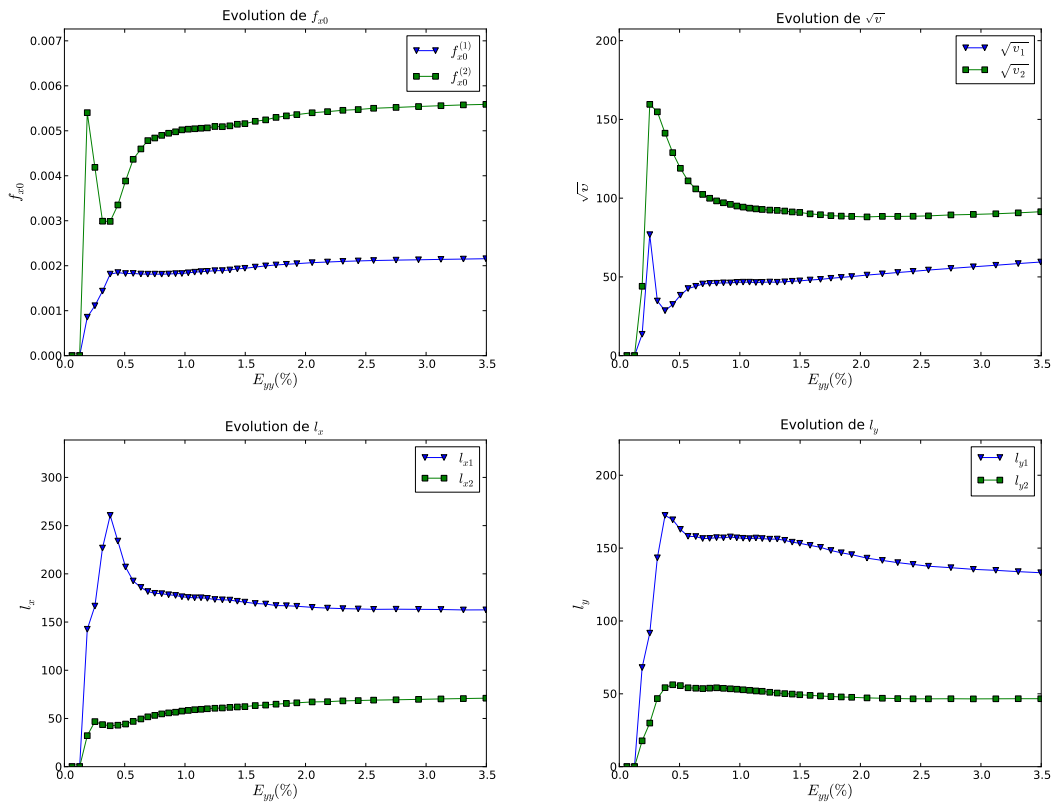 Evolution de $f_{x0}$
0.007
0.006
0.005
0.004
0.003
0.002
0.001
0.000
$f_{x0}$
$f_{x0}^{(1)}$
$f_{x0}^{(2)}$
0.0 0.5 1.0 1.5 2.0 2.5 3.0 3.5
$E_{yy}(\%)$
Evolution de $\sqrt{v}$
200
150
100
50
0
$\sqrt{v}$
$\sqrt{v_1}$
$\sqrt{v_2}$
0.0 0.5 1.0 1.5 2.0 2.5 3.0 3.5
$E_{yy}(\%)$
Evolution de $l_x$
300
250
200
150
100
50
0
$l_x$
$l_{x1}$
$l_{x2}$
0.0 0.5 1.0 1.5 2.0 2.5 3.0 3.5
$E_{yy}(\%)$
Evolution de $l_y$
200
150
100
50
0
$l_y$
$l_{y1}$
$l_{y2}$
0.0 0.5 1.0 1.5 2.0 2.5 3.0 3.5
$E_{yy}(\%)$